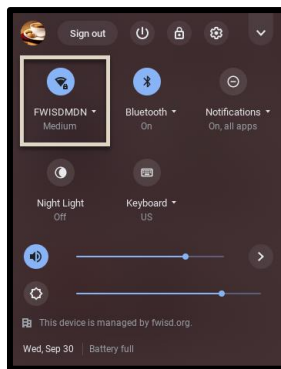 Sign out
FWISDMDN Bluetooth Notifications
Medium On On, all apps
Night Light Keyboard
Off US
This device is managed by fwisd.org.
Wed, Sep 30 Battery full